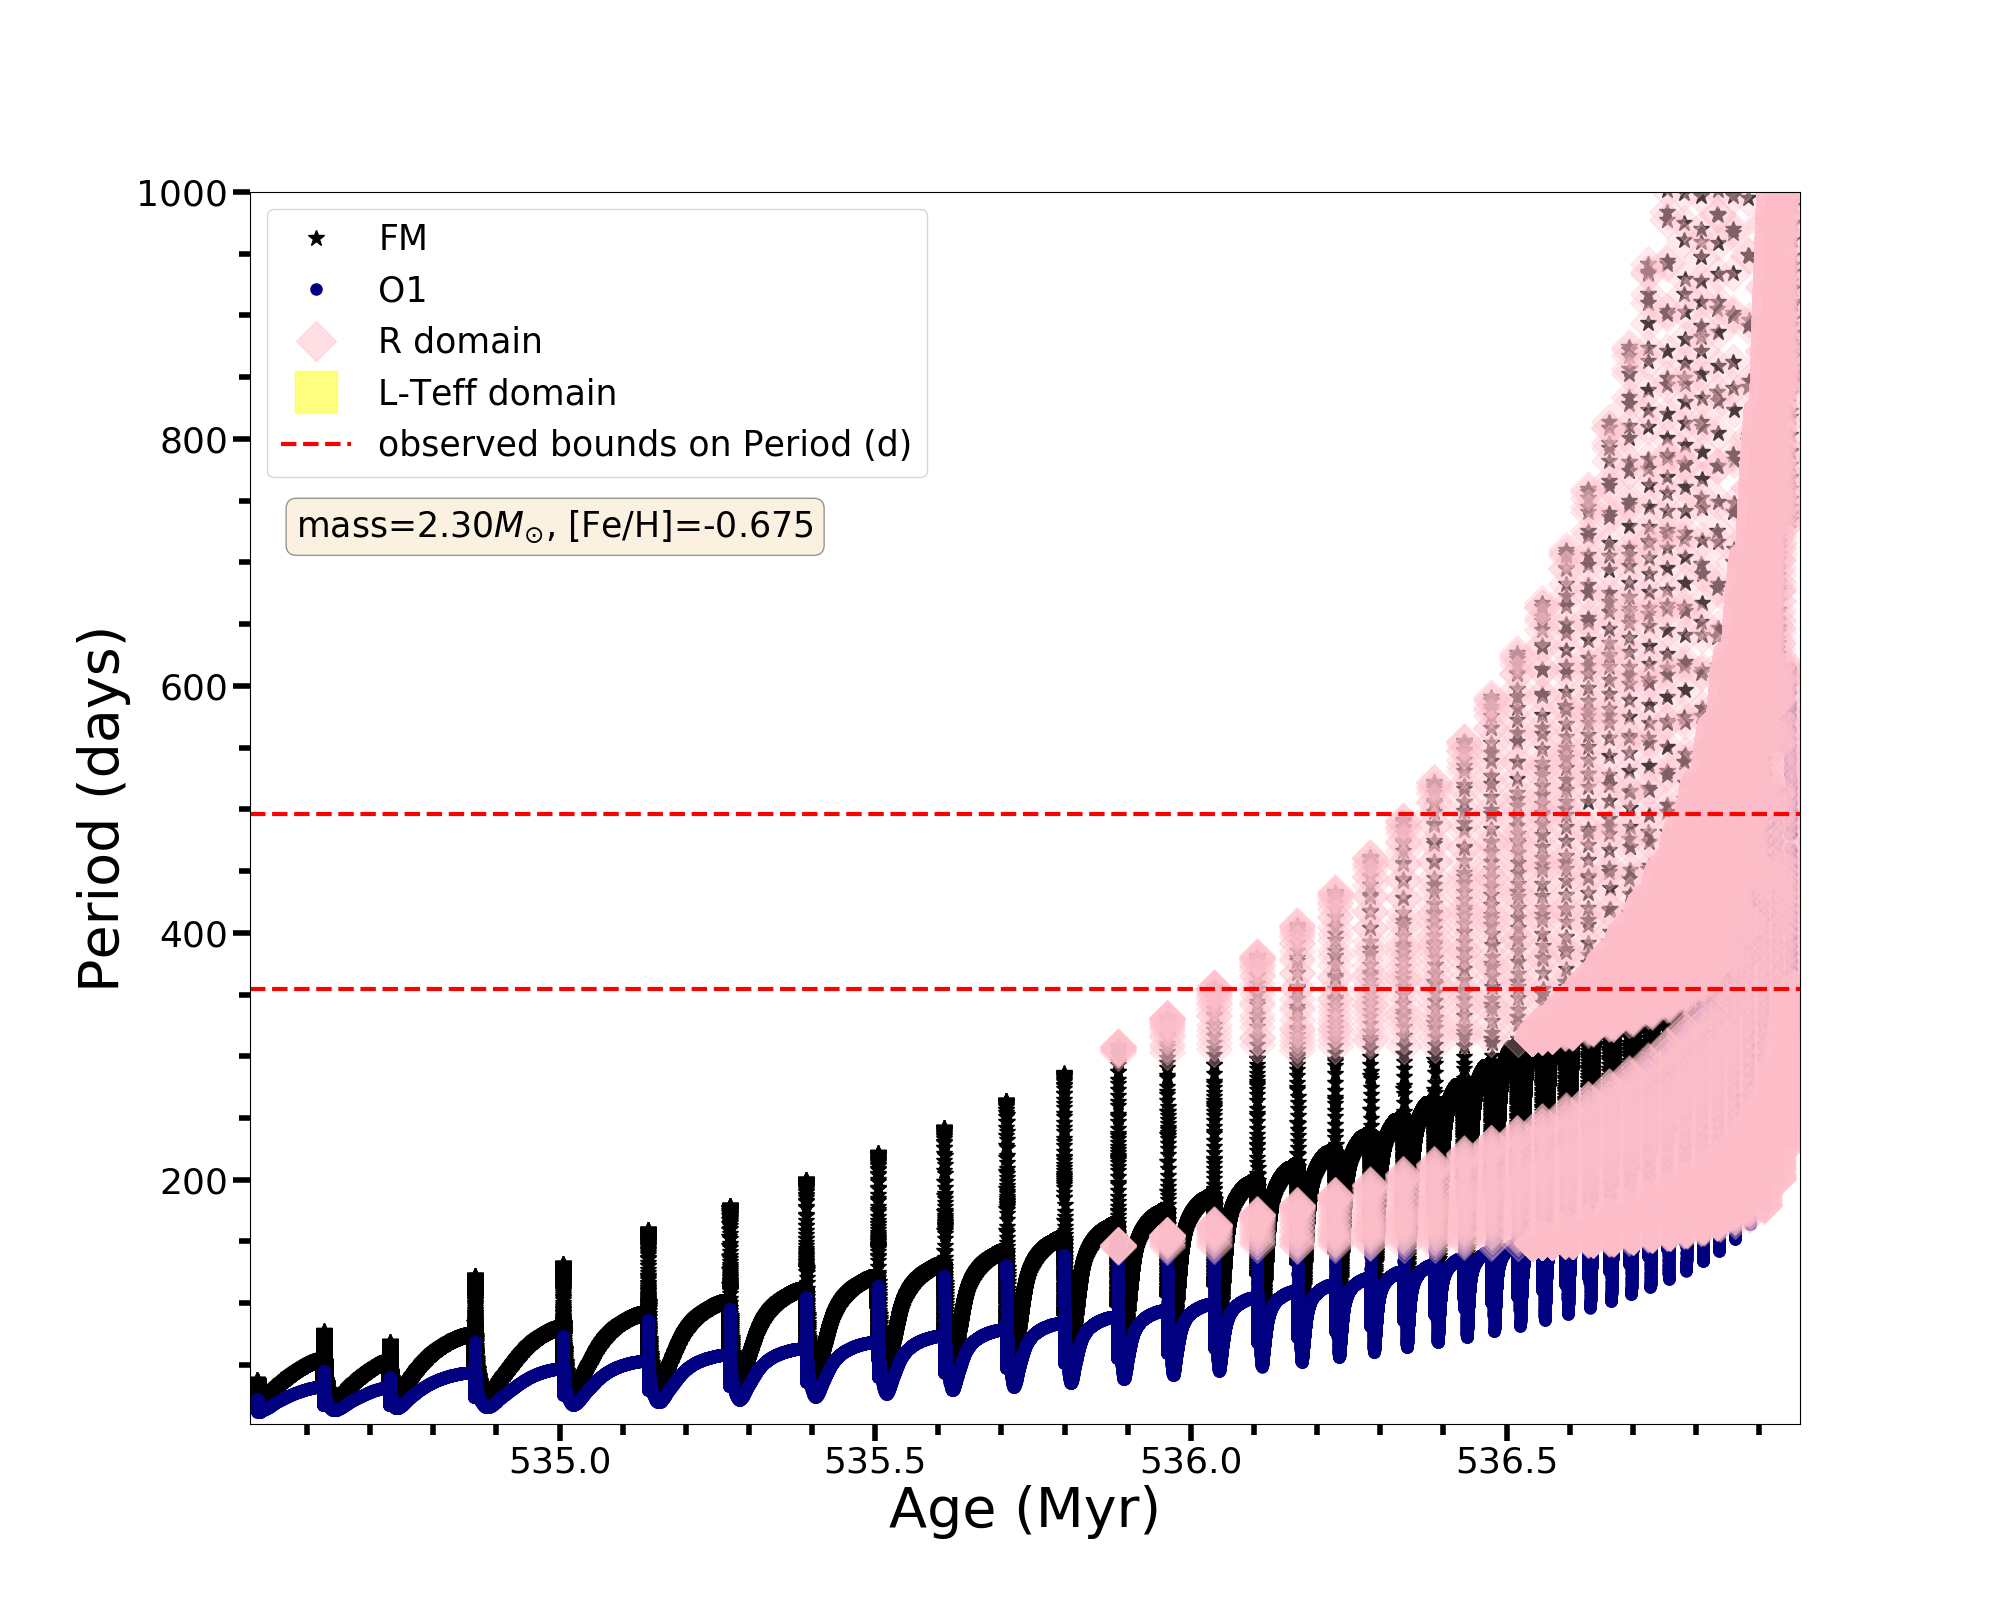 1000
800
600
400
200
Period (days)
FM
O1
R domain
L-Teff domain
observed bounds on Period (d)
mass=2.30M☉, [Fe/H]=-0.675
535.0
535.5
536.0
536.5
Age (Myr)